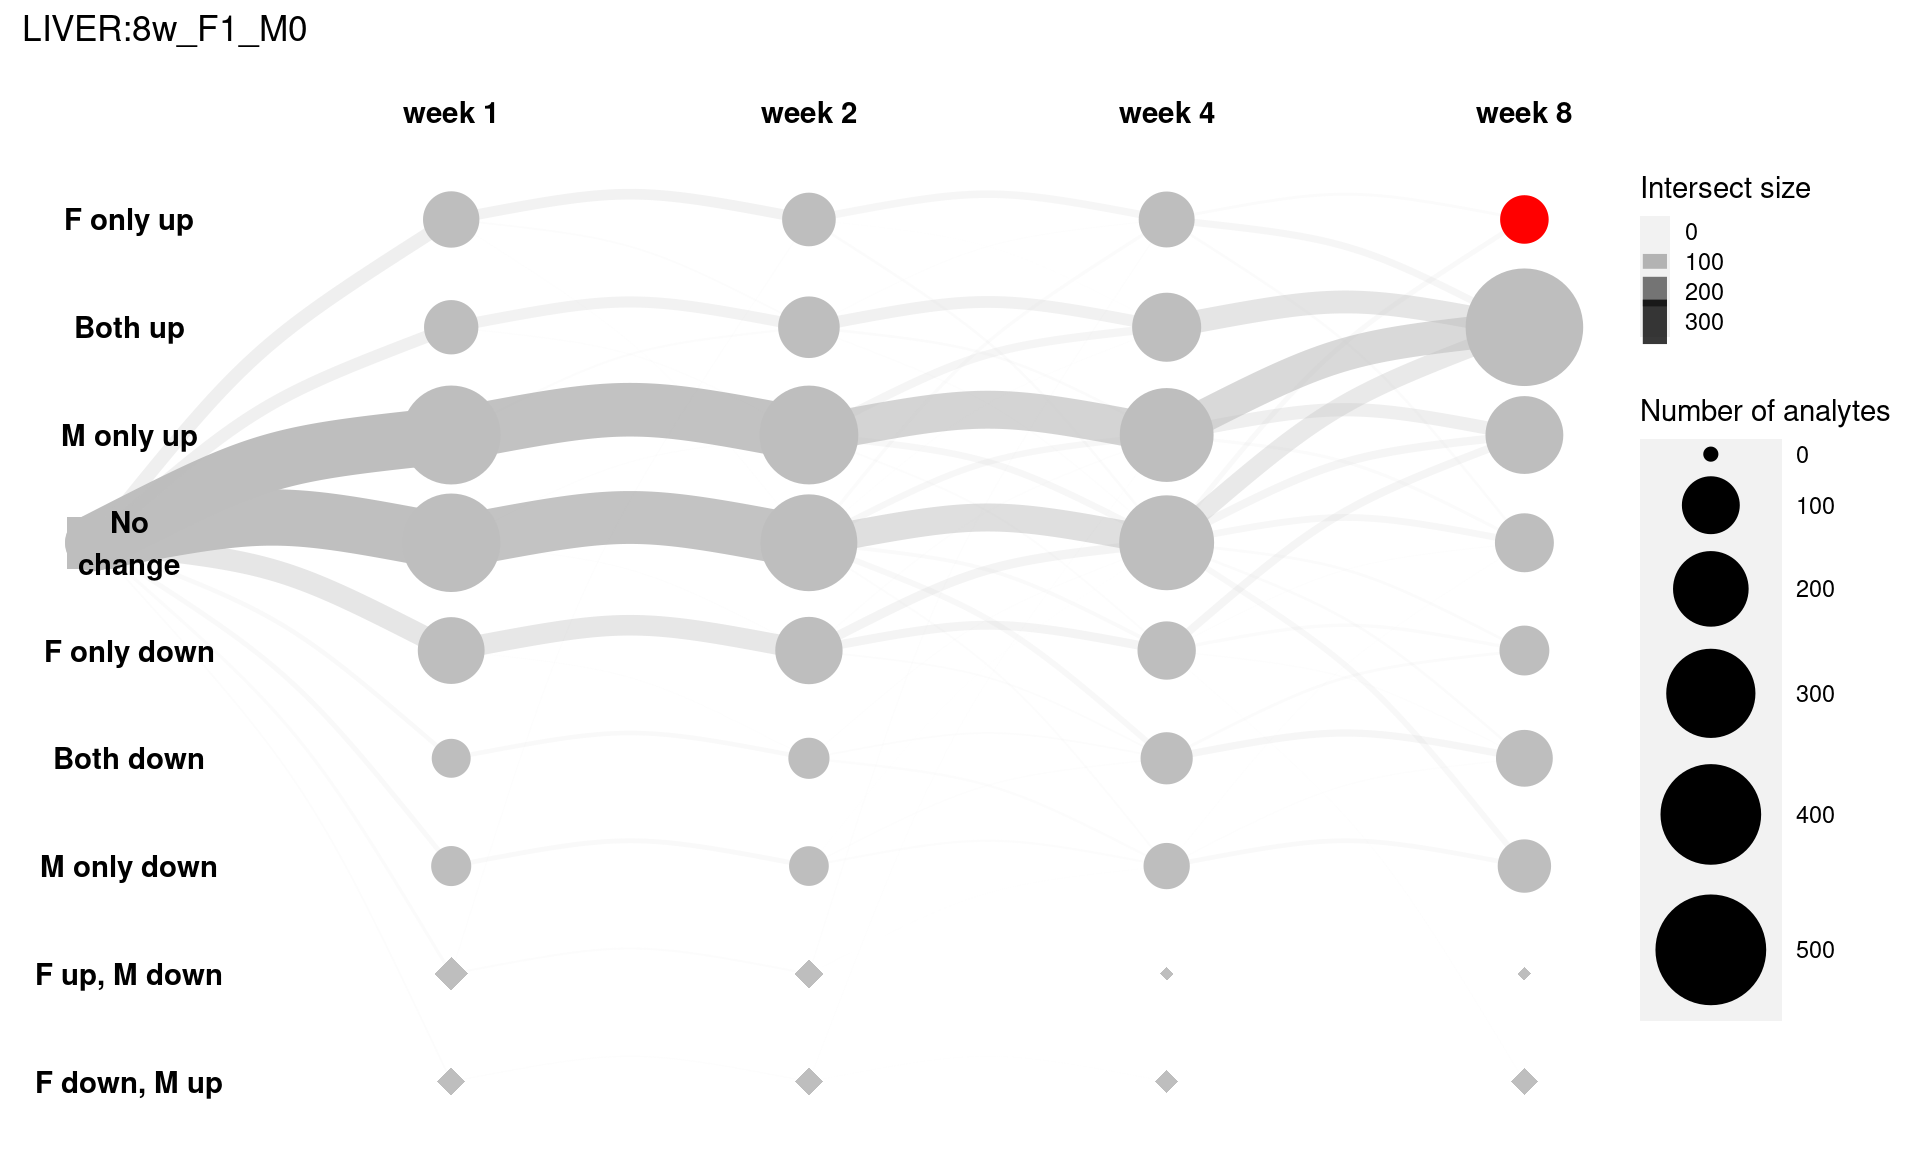 LIVER:8w_F1_M0
week 1
week 2
week 4
week 8
F only up
Both up
M only up
No
change
F only down
Both down
M only down
F up, M down
F down, M up
Intersect size
0
100
200
300
Number of analytes
0
100
200
300
400
500